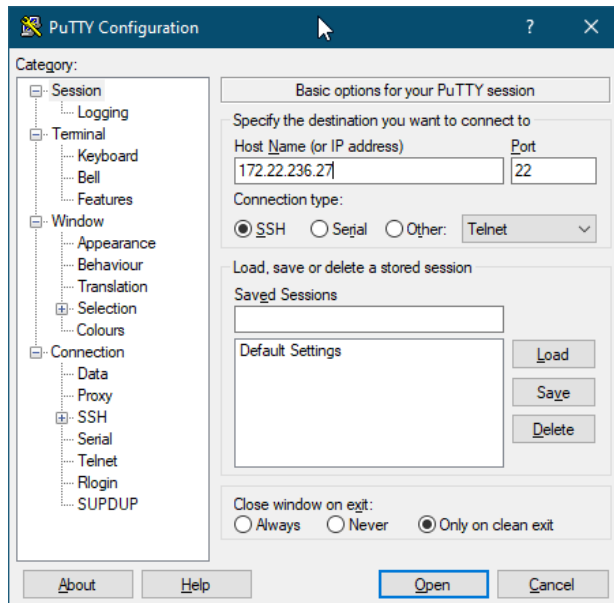 PuTTY Configuration
?
Category:
Session
Logging
Terminal
Keyboard
Bell
Features
Window
Appearance
Behaviour
Translation
Selection
Colours
Connection
Data
Proxy
SSH
Serial
Telnet
Rlogin
SUPDUP
Basic options for your PuTTY session
Specify the destination you want to connect to
Host Name (or IP address) Port
172.22.236.27 22
Connection type:
SSH Serial Other: Telnet
Load, save or delete a stored session
Saved Sessions
Default Settings Load
Save
Delete
Close window on exit:
Always Never Only on clean exit
About Help Open Cancel